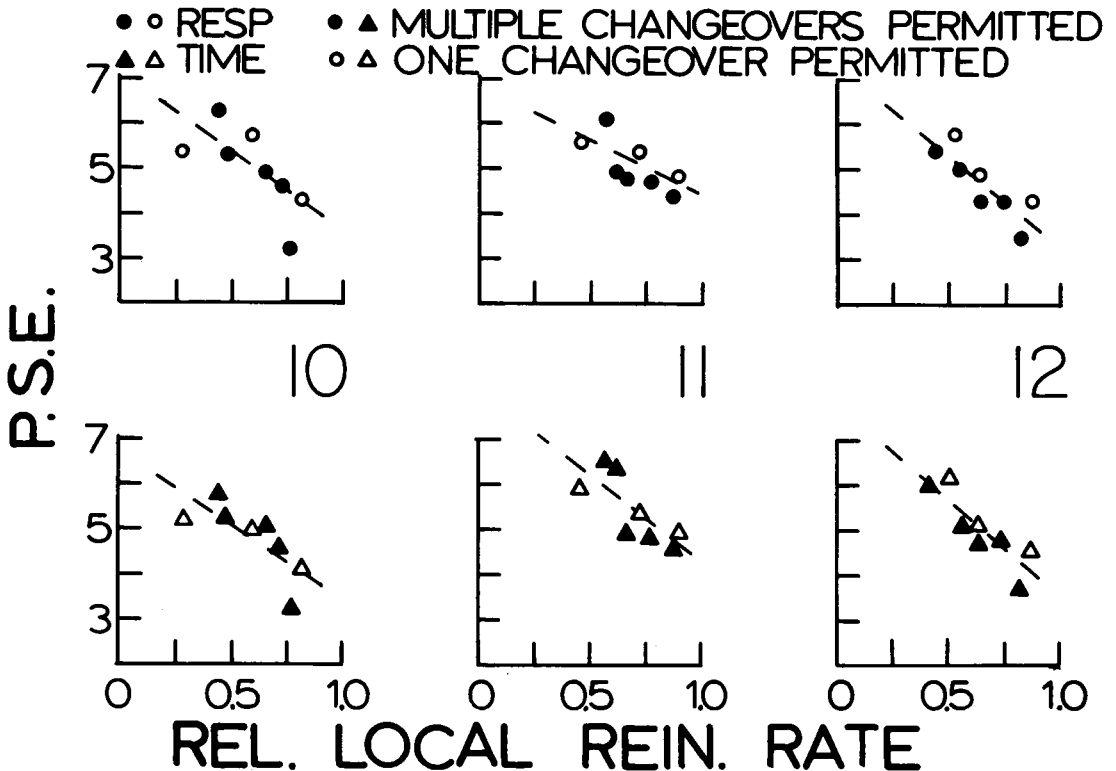 ● ○ RESP ● ▲ MULTIPLE CHANGEOVERS PERMITTED
▲ △ TIME ○ △ ONE CHANGEOVER PERMITTED
7
5
3
10 11 12
P.S.E.
7
5
3
0 0.5 1.0 0 0.5 1.0 0 0.5 1.0
REL. LOCAL REIN. RATE